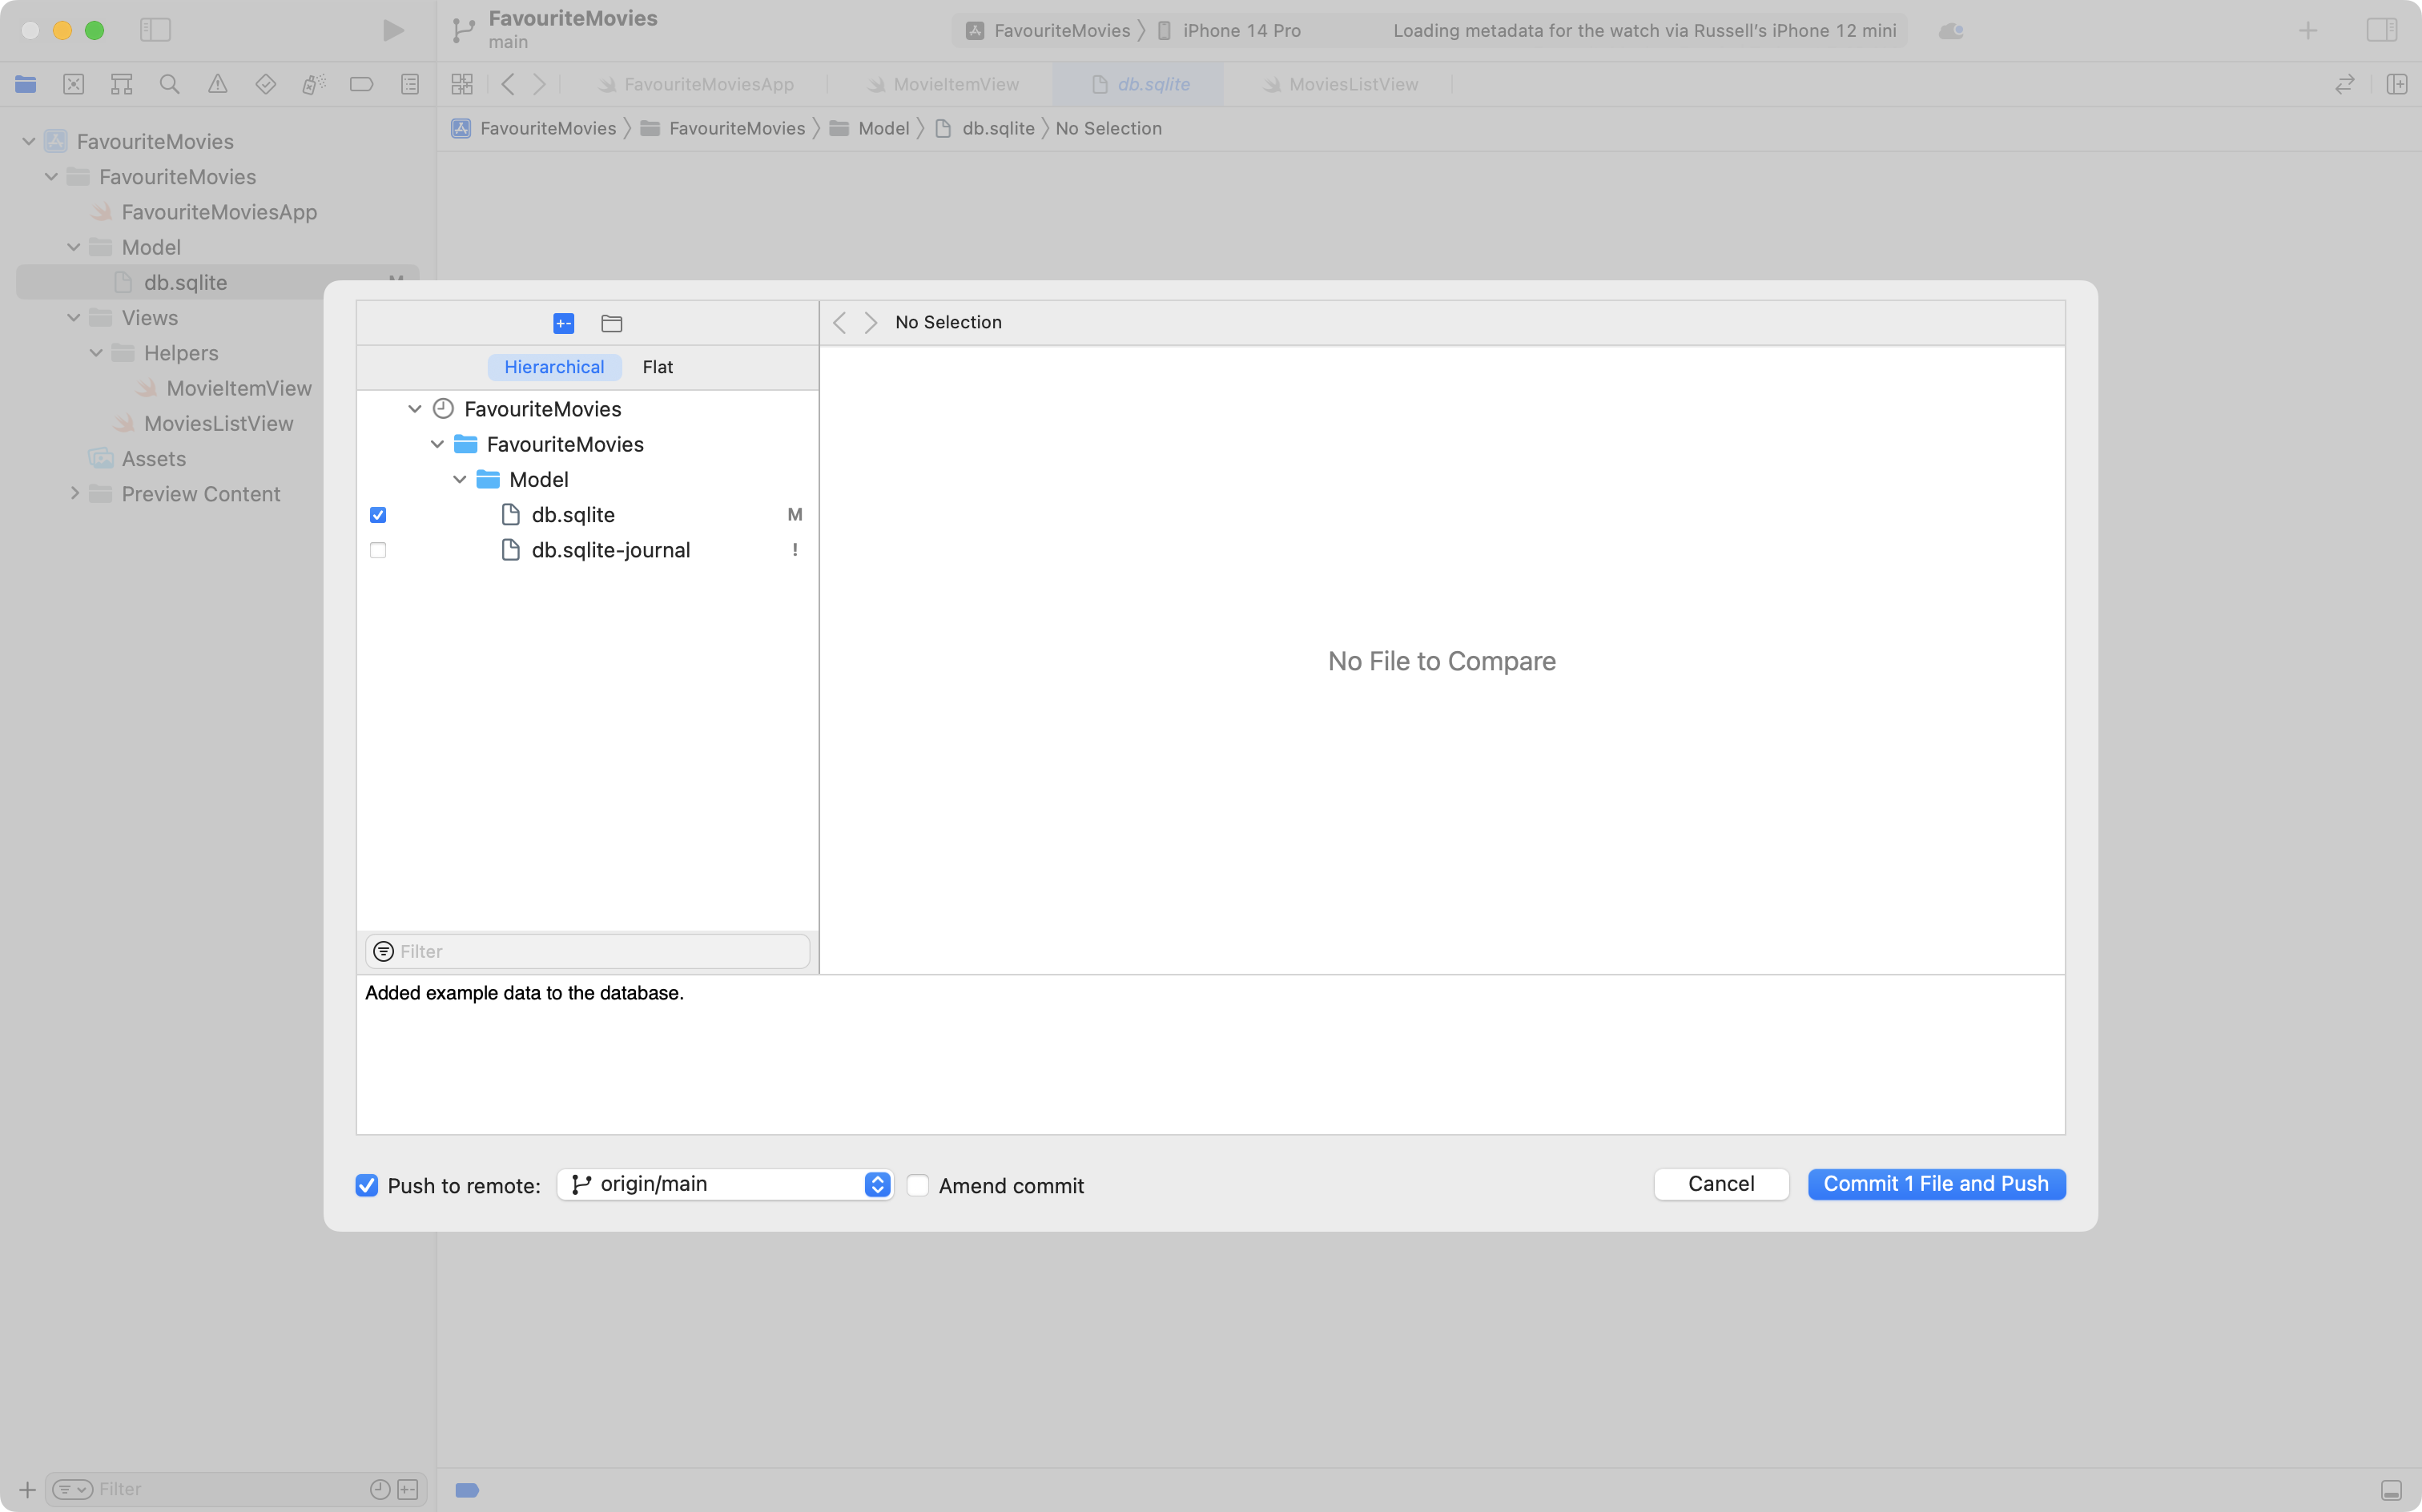 FavouriteMovies
main
FavouriteMovies
iPhone 14 Pro
Loading metadata for the watch via Russell’s iPhone 12 mini
FavouriteMoviesApp
MovieItemView
db.sqlite
MoviesListView
FavouriteMovies
FavouriteMovies
Model
db.sqlite
No Selection
FavouriteMovies
FavouriteMovies
FavouriteMoviesApp
Model
db.sqlite
Views
Helpers
MovieItemView
MoviesListView
Assets
Preview Content
No Selection
Hierarchical
Flat
FavouriteMovies
FavouriteMovies
Model
db.sqlite M
db.sqlite-journal !
No File to Compare
Filter
Added example data to the database.
Push to remote:
origin/main
Amend commit
Cancel
Commit 1 File and Push
Filter